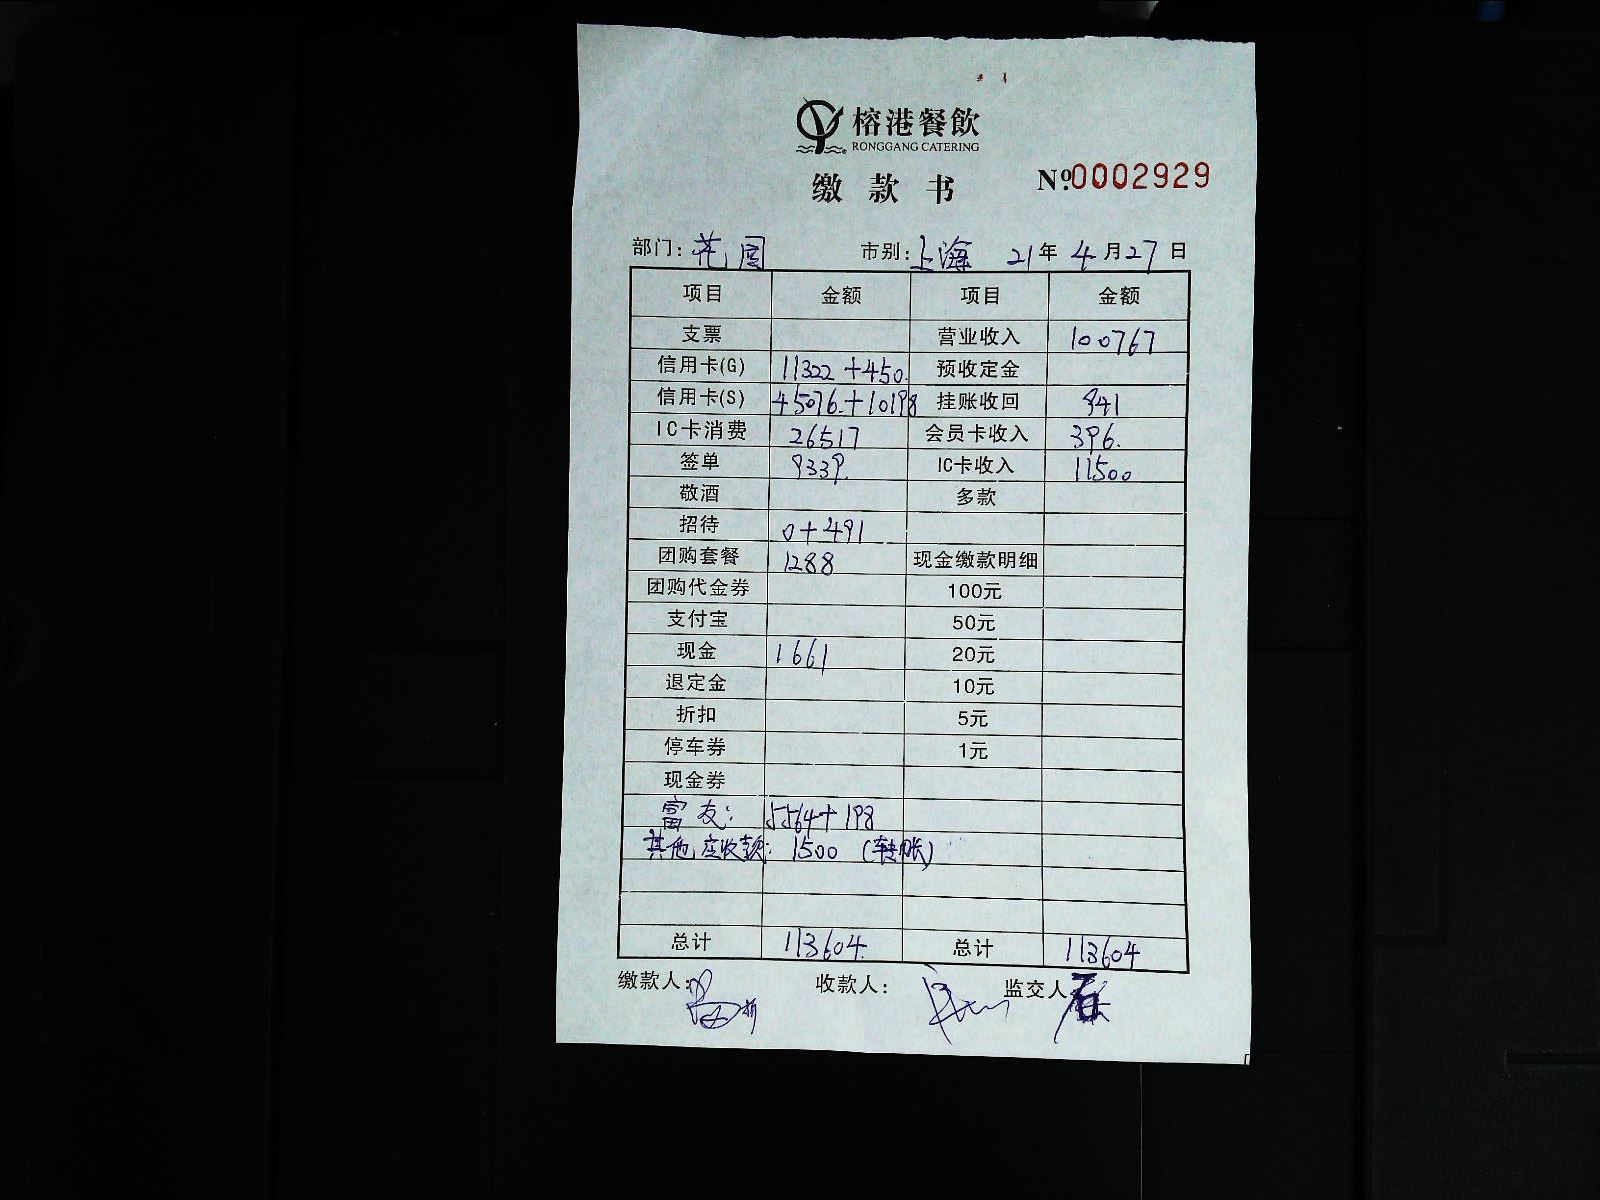 榕港餐飲
RONGGANG CATERING
缴款书 Nº:0002929
部门: 花园 市别: 上海 21年4月27日
项目 金额 项目 金额
支票 营业收入 100767
信用卡(G) 11322+450. 预收定金
信用卡(S) 45076.+10198 挂账收回 941
IC卡消费 26517 会员卡收入 396.
签单 9339. IC卡收入 11500
敬酒 多款
招待 0+491
团购套餐 1288 现金缴款明细
团购代金券 100元
支付宝 50元
现金 1661 20元
退定金 10元
折扣 5元
停车券 1元
现金券
富友: 5564+198
其他应收款: 1500 (转账)
总计 113604. 总计 113604
缴款人: 收款人: 监交人